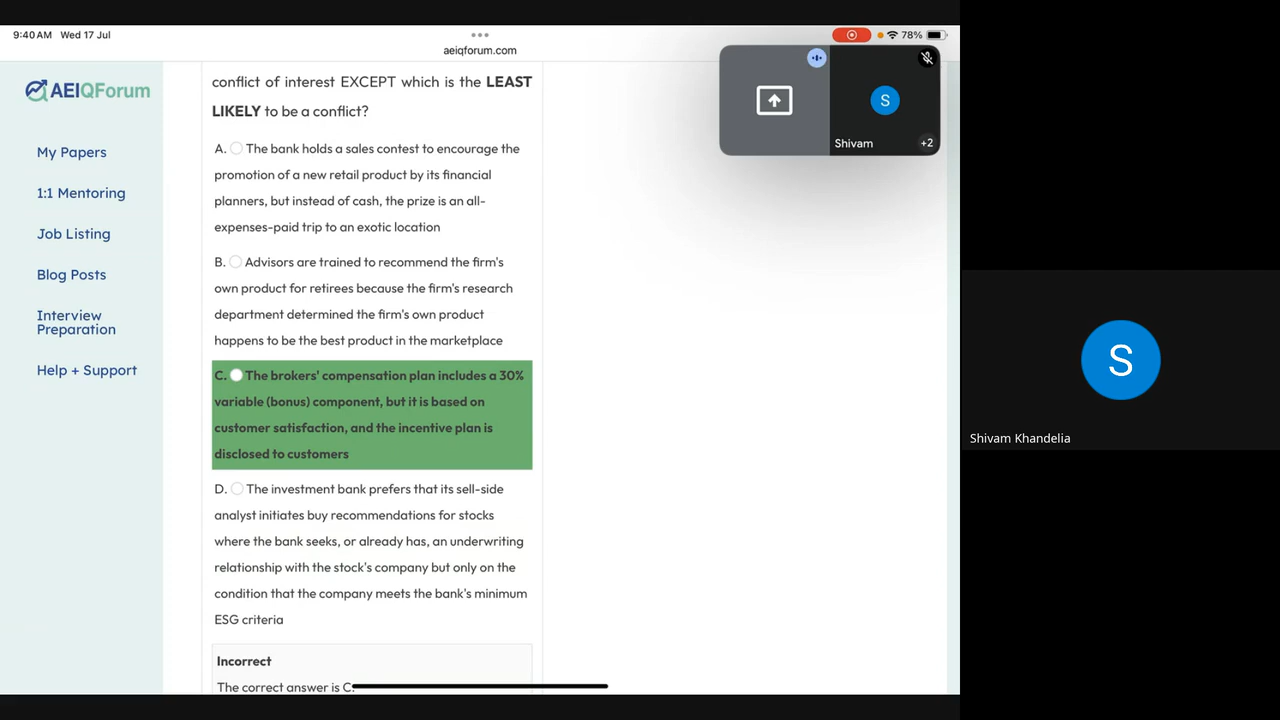 9:40 AM Wed 17 Jul
78%
aeiqforum.com
AEIQForum
My Papers
1:1 Mentoring
Job Listing
Blog Posts
Interview
Preparation
Help + Support
conflict of interest EXCEPT which is the LEAST
LIKELY to be a conflict?
A. The bank holds a sales contest to encourage the
promotion of a new retail product by its financial
planners, but instead of cash, the prize is an all-
expenses-paid trip to an exotic location
B. Advisors are trained to recommend the firm's
own product for retirees because the firm's research
department determined the firm's own product
happens to be the best product in the marketplace
C. The brokers' compensation plan includes a 30%
variable (bonus) component, but it is based on
customer satisfaction, and the incentive plan is
disclosed to customers
D. The investment bank prefers that its sell-side
analyst initiates buy recommendations for stocks
where the bank seeks, or already has, an underwriting
relationship with the stock's company but only on the
condition that the company meets the bank's minimum
ESG criteria
Incorrect
The correct answer is C.
S
Shivam
+2
S
Shivam Khandelia